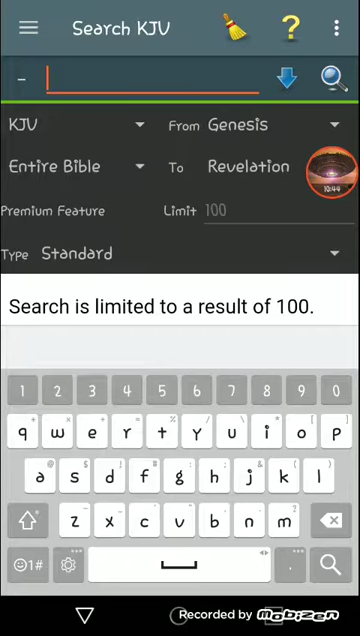 Search KJV ?
-
KJV From Genesis
Entire Bible To Revelation
10:44
Premium Feature Limit 100
Type Standard
Search is limited to a result of 100.
1 2 3 4 5 6 7 8 9 0
q w e r t y u i o p
a s d f g h j k l
z x c v b n m
1#
.
Recorded by Mobizen